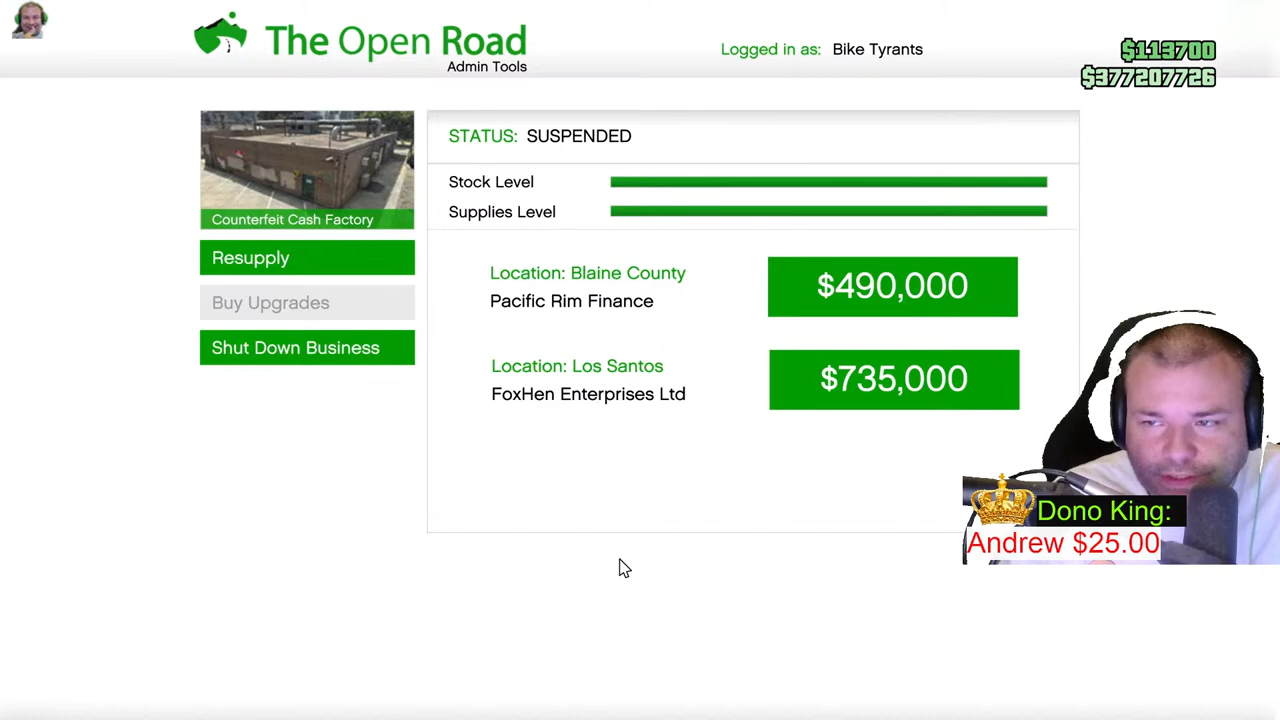 The Open Road
Admin Tools
Logged in as: Bike Tyrants
$113700
$377207726
Counterfeit Cash Factory
Resupply
Buy Upgrades
Shut Down Business
STATUS: SUSPENDED
Stock Level
Supplies Level
Location: Blaine County
Pacific Rim Finance
$490,000
Location: Los Santos
FoxHen Enterprises Ltd
$735,000
Dono King:
Andrew $25.00